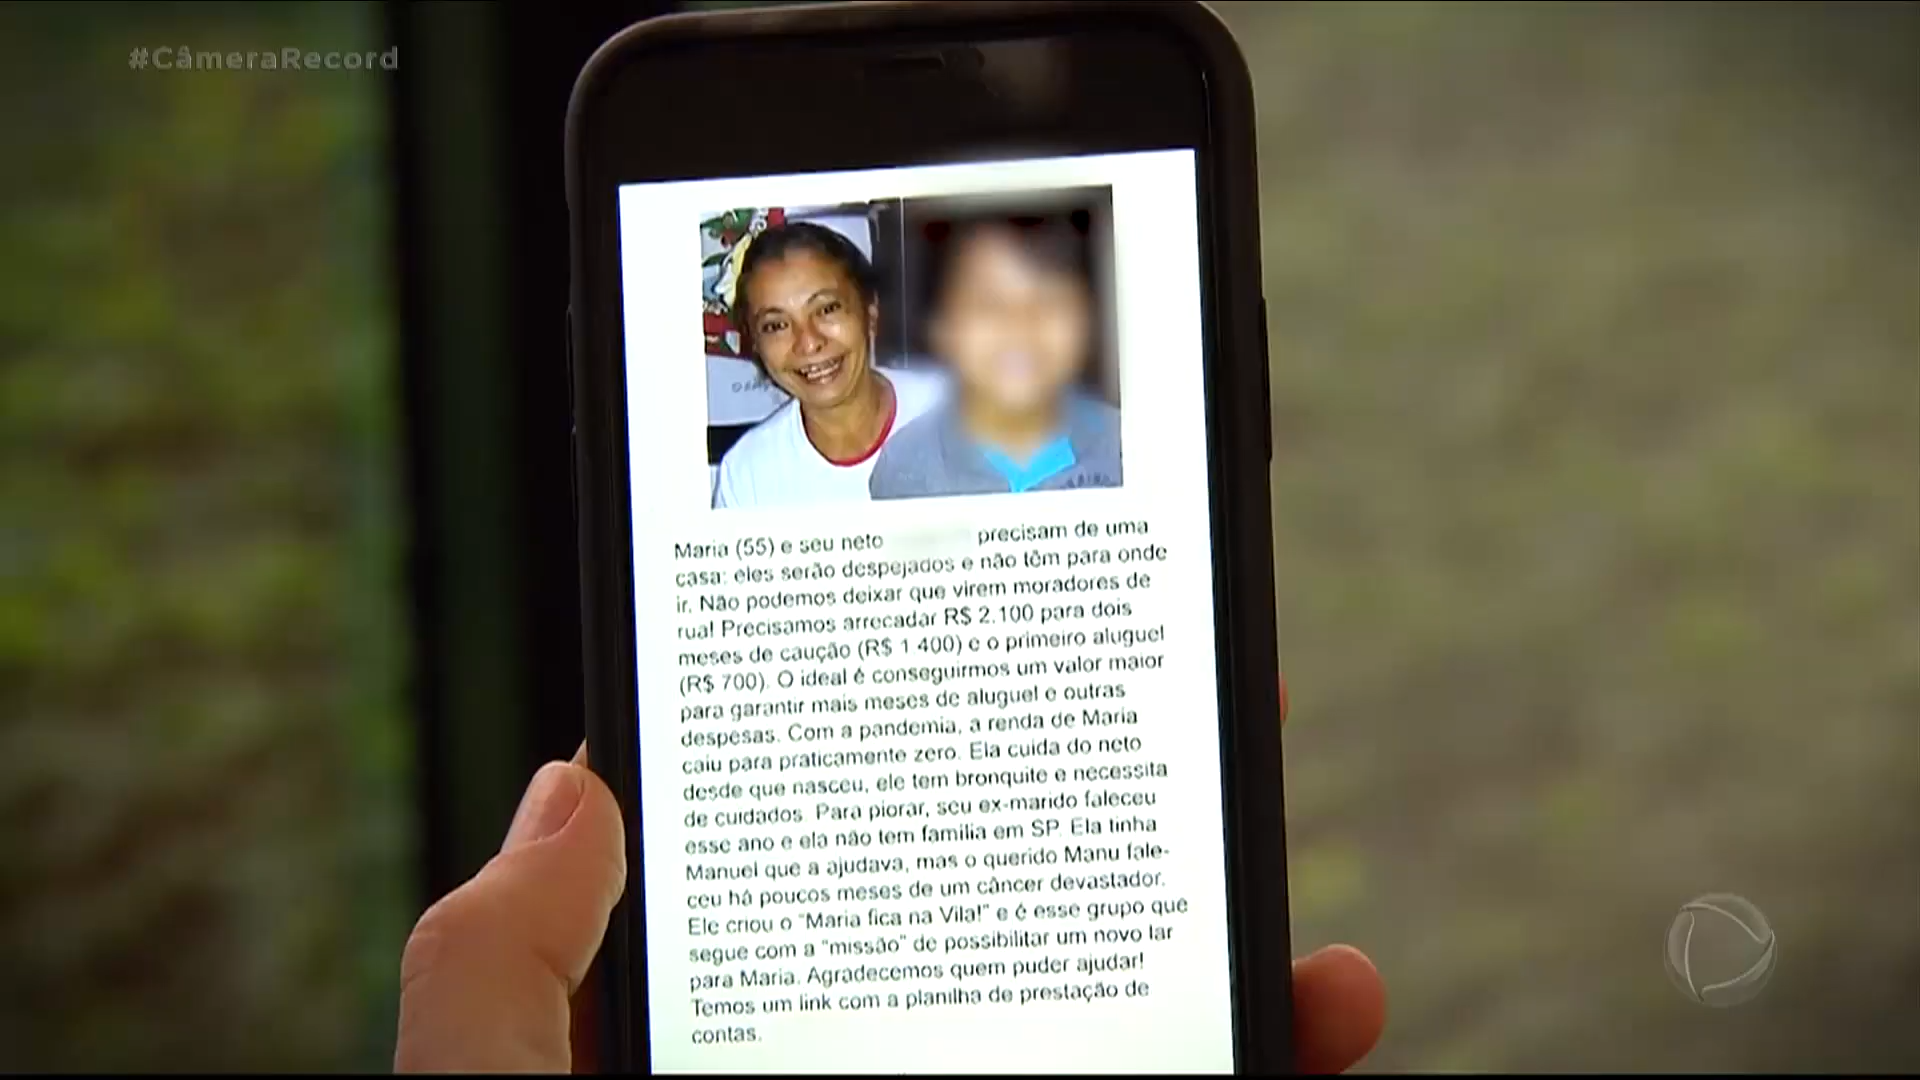 #CâmeraRecord
Maria (55) e seu neto precisam de uma
casa: eles serão despejados e não têm para onde
ir. Não podemos deixar que virem moradores de
rua! Precisamos arrecadar R$ 2.100 para dois
meses de caução (R$ 1 400) e o primeiro aluguel
(R$ 700). O ideal é conseguirmos um valor maior
para garantir mais meses de aluguel e outras
despesas. Com a pandemia, a renda de Maria
caiu para praticamente zero. Ela cuida do neto
desde que nasceu, ele tem bronquite e necessita
de cuidados. Para piorar, seu ex-marido faleceu
esse ano e ela não tem familia em SP. Ela tinha
Manuel que a ajudava, mas o querido Manu fale-
ceu há poucos meses de um câncer devastador.
Ele criou o "Maria fica na Vila!" e é esse grupo que
segue com a "missão" de possibilitar um novo lar
para Maria. Agradecemos quem puder ajudar!
Temos um link com a planilha de prestação de
contas.